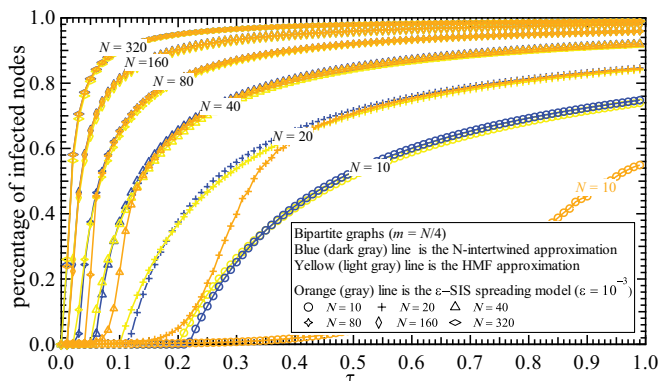 1.0
0.8
0.6
0.4
0.2
0.0
percentage of infected nodes
N = 320
N = 160
N = 80
N = 40
N = 20
N = 10
N = 10
Bipartite graphs (m = N/4)
Blue (dark gray) line is the N-intertwined approximation
Yellow (light gray) line is the HMF approximation
Orange (gray) line is the ε-SIS spreading model (ε = 10⁻³)
N = 10 N = 20 N = 40
N = 80 N = 160 N = 320
0.0 0.1 0.2 0.3 0.4 0.5 0.6 0.7 0.8 0.9 1.0
τ